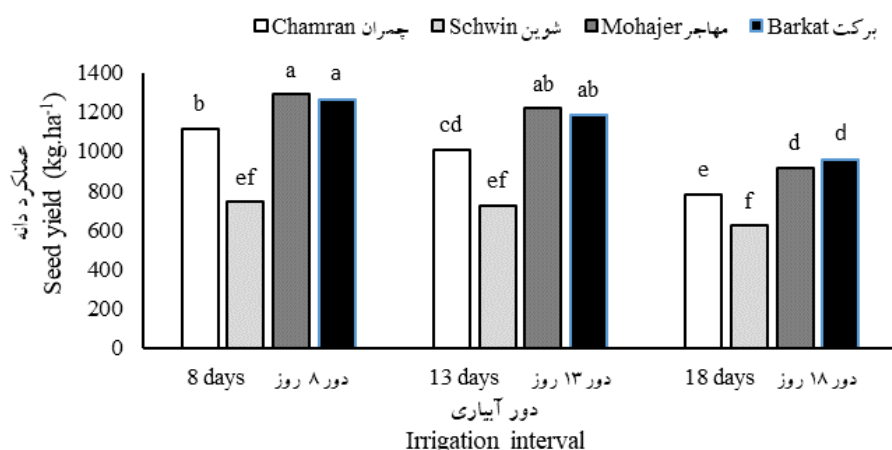 Chamran چمران Schwin شوین Mohajer مهاجر Barkat برکت
عملکرد دانه
Seed yield (kg.ha-1)
1400
1200
1000
800
600
400
200
0
b ef a a
cd ef ab ab
e f d d
8 days دور ۸ روز 13 days دور ۱۳ روز 18 days دور ۱۸ روز
دور آبیاری
Irrigation interval